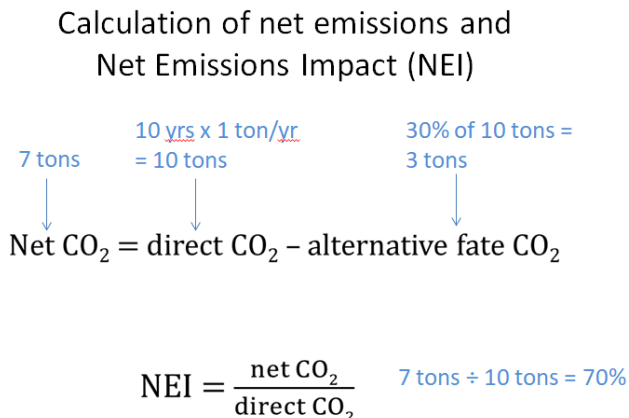 Calculation of net emissions and
Net Emissions Impact (NEI)
10 yrs x 1 ton/yr
= 10 tons
30% of 10 tons =
3 tons
7 tons
Net CO₂ = direct CO₂ – alternative fate CO₂
NEI = net CO₂ / direct CO₂
7 tons ÷ 10 tons = 70%